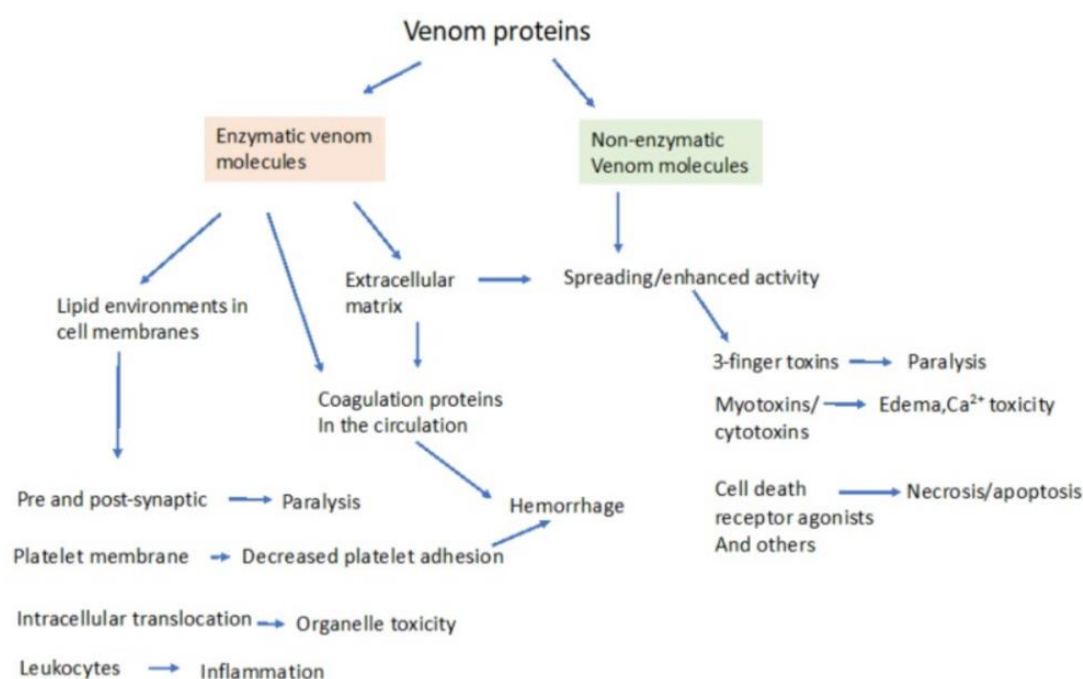 Venom proteins
Enzymatic venom
molecules
Non-enzymatic
Venom molecules
Lipid environments in
cell membranes
Extracellular
matrix
Spreading/enhanced activity
3-finger toxins
Paralysis
Myotoxins/
cytotoxins
Edema,Ca²⁺ toxicity
Coagulation proteins
In the circulation
Cell death
receptor agonists
And others
Necrosis/apoptosis
Pre and post-synaptic
Paralysis
Hemorrhage
Platelet membrane
Decreased platelet adhesion
Intracellular translocation
Organelle toxicity
Leukocytes
Inflammation